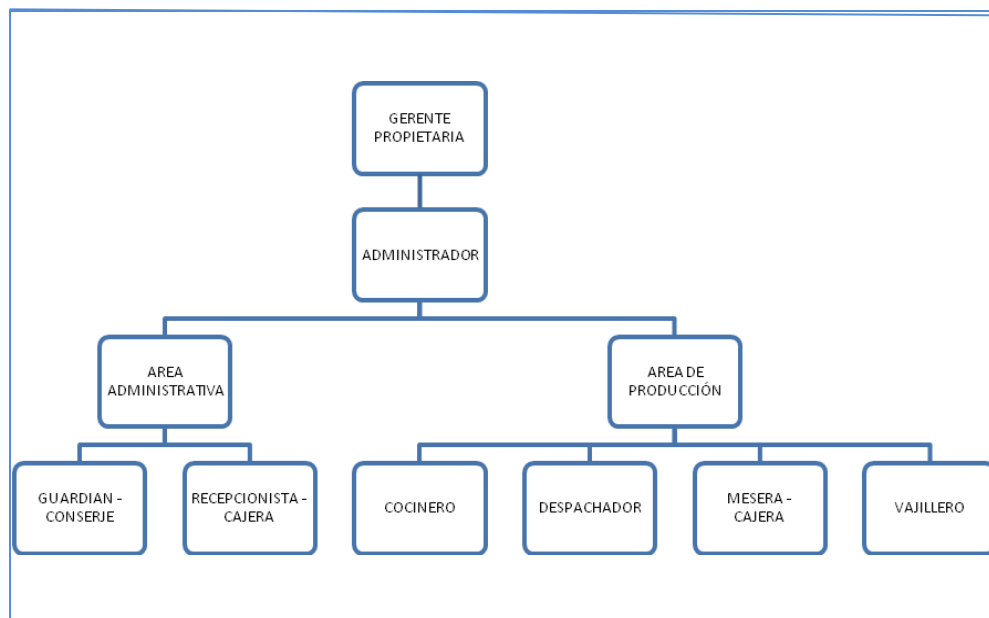 GERENTE
PROPIETARIA
ADMINISTRADOR
AREA
ADMINISTRATIVA
AREA DE
PRODUCCIÓN
GUARDIAN -
CONSERJE
RECEPCIONISTA -
CAJERA
COCINERO
DESPACHADOR
MESERA -
CAJERA
VAJILLERO